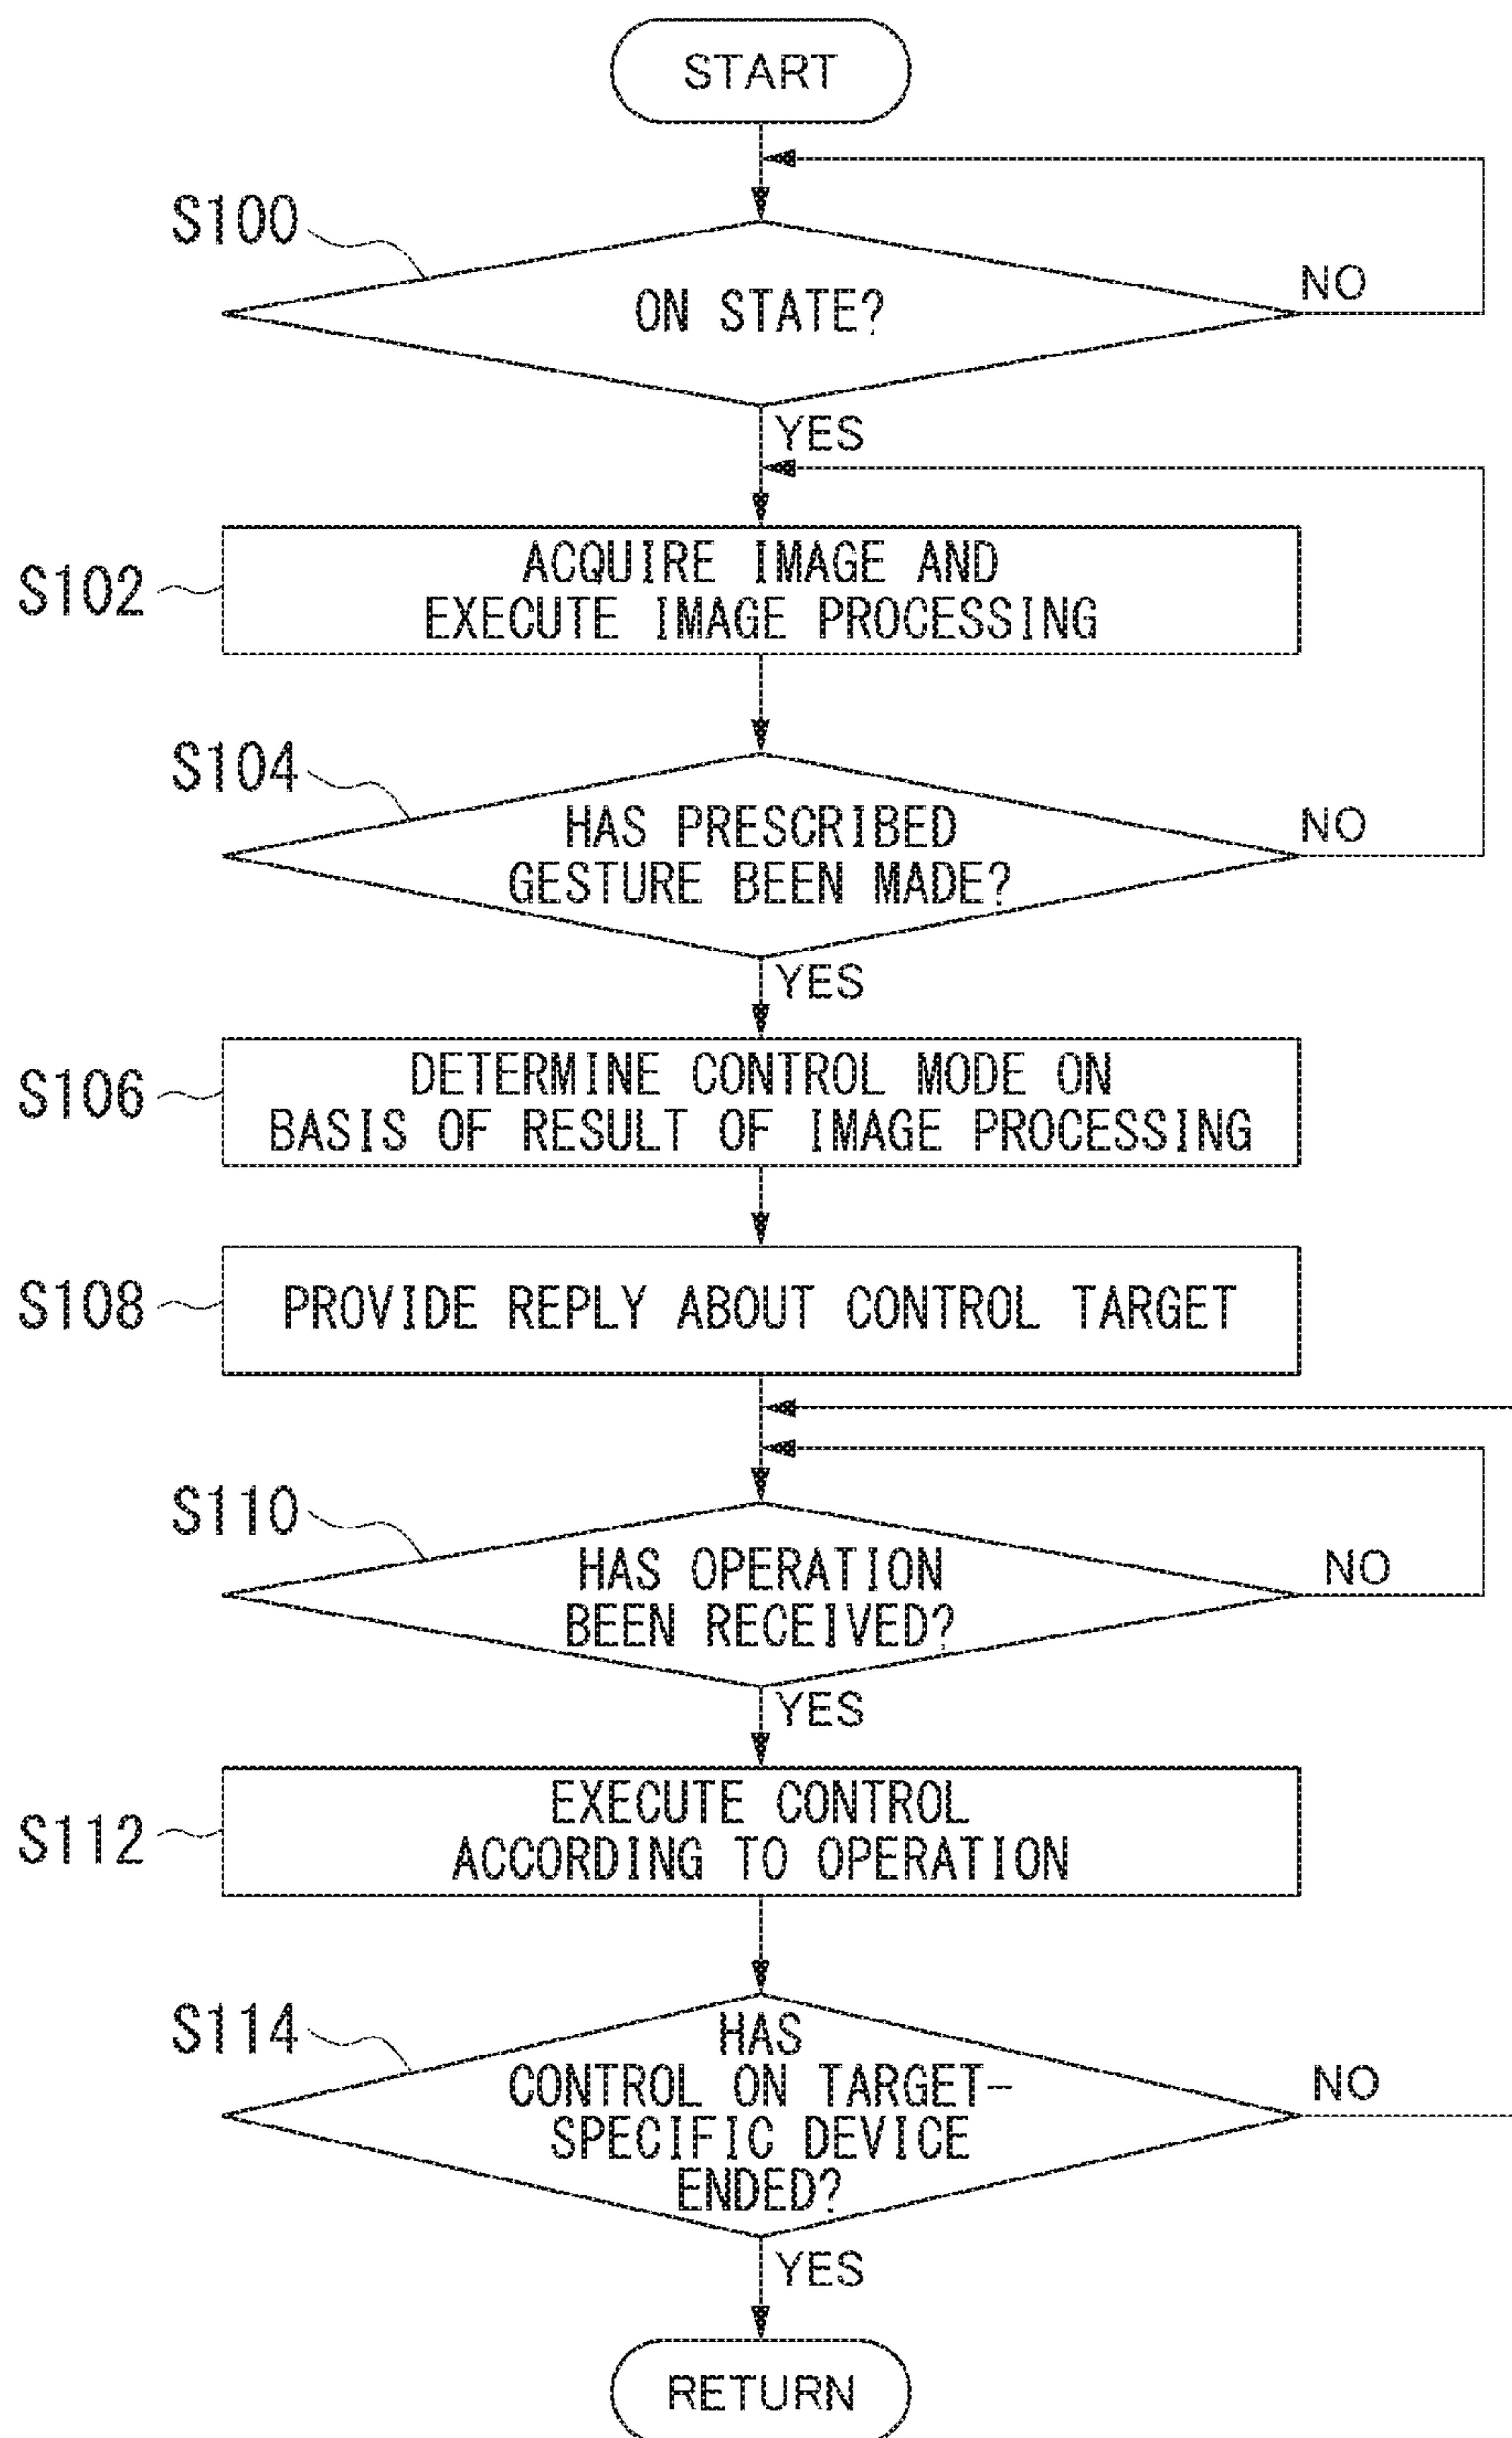 START
S100
ON STATE?
NO
YES
S102
ACQUIRE IMAGE AND
EXECUTE IMAGE PROCESSING
S104
HAS PRESCRIBED
GESTURE BEEN MADE?
NO
YES
S106
DETERMINE CONTROL MODE ON
BASIS OF RESULT OF IMAGE PROCESSING
S108
PROVIDE REPLY ABOUT CONTROL TARGET
S110
HAS OPERATION
BEEN RECEIVED?
NO
YES
S112
EXECUTE CONTROL
ACCORDING TO OPERATION
S114
HAS
CONTROL ON TARGET-
SPECIFIC DEVICE
ENDED?
NO
YES
RETURN